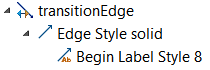 transitionEdge
Edge Style solid
Begin Label Style 8